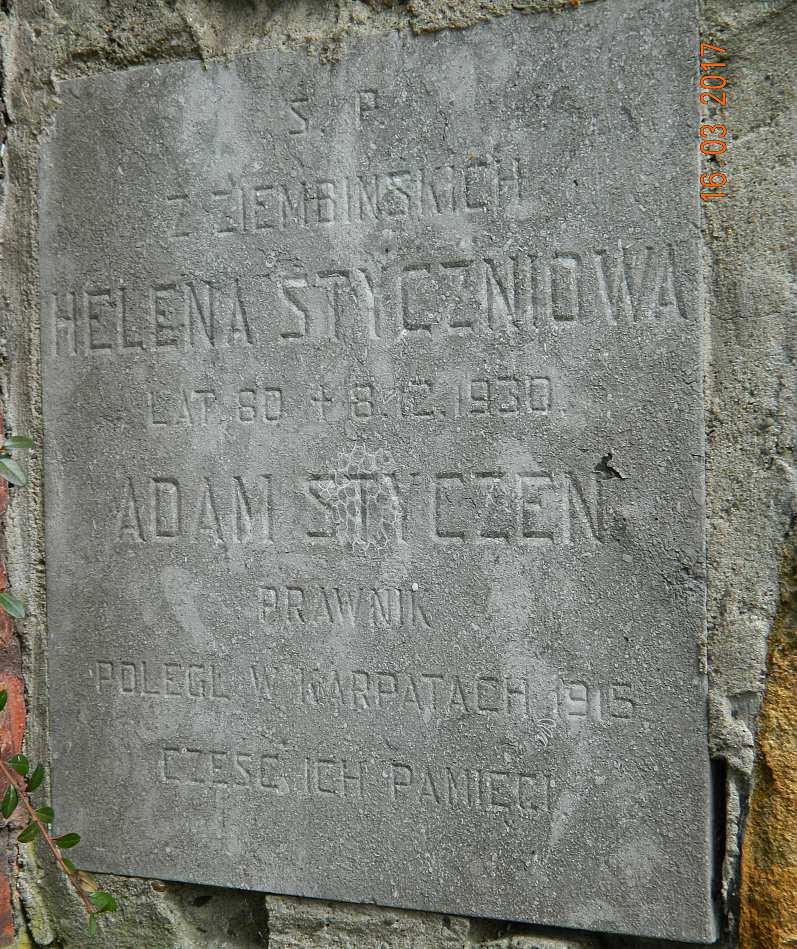 S P
Z ZIEMBIŃSKICH
HELENA STYCZNIOWA
LAT. 80 + 8.12.1930.
ADAM STYCZEŃ
PRAWNIK
POLEGŁ W KARPATACH 1915
CZEŚĆ ICH PAMIĘCI
16 03 2017